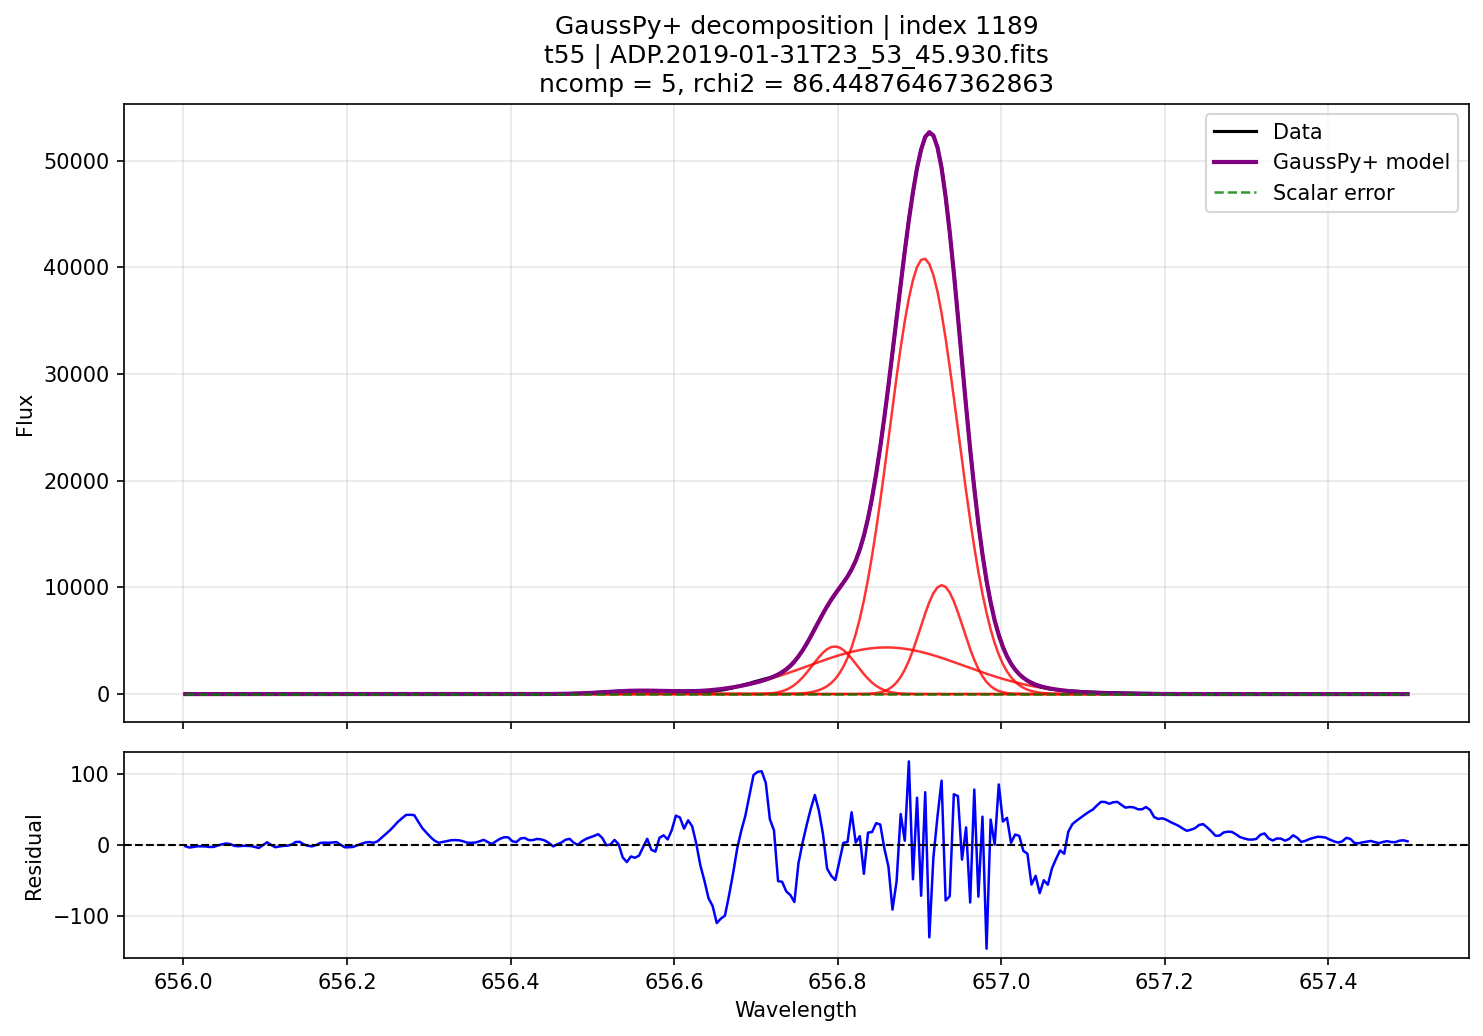 GaussPy+ decomposition | index 1189
t55 | ADP.2019-01-31T23_53_45.930.fits
ncomp = 5, rchi2 = 86.44876467362863
Data
GaussPy+ model
Scalar error
Flux
50000
40000
30000
20000
10000
0
Residual
100
0
−100
656.0 656.2 656.4 656.6 656.8 657.0 657.2 657.4
Wavelength